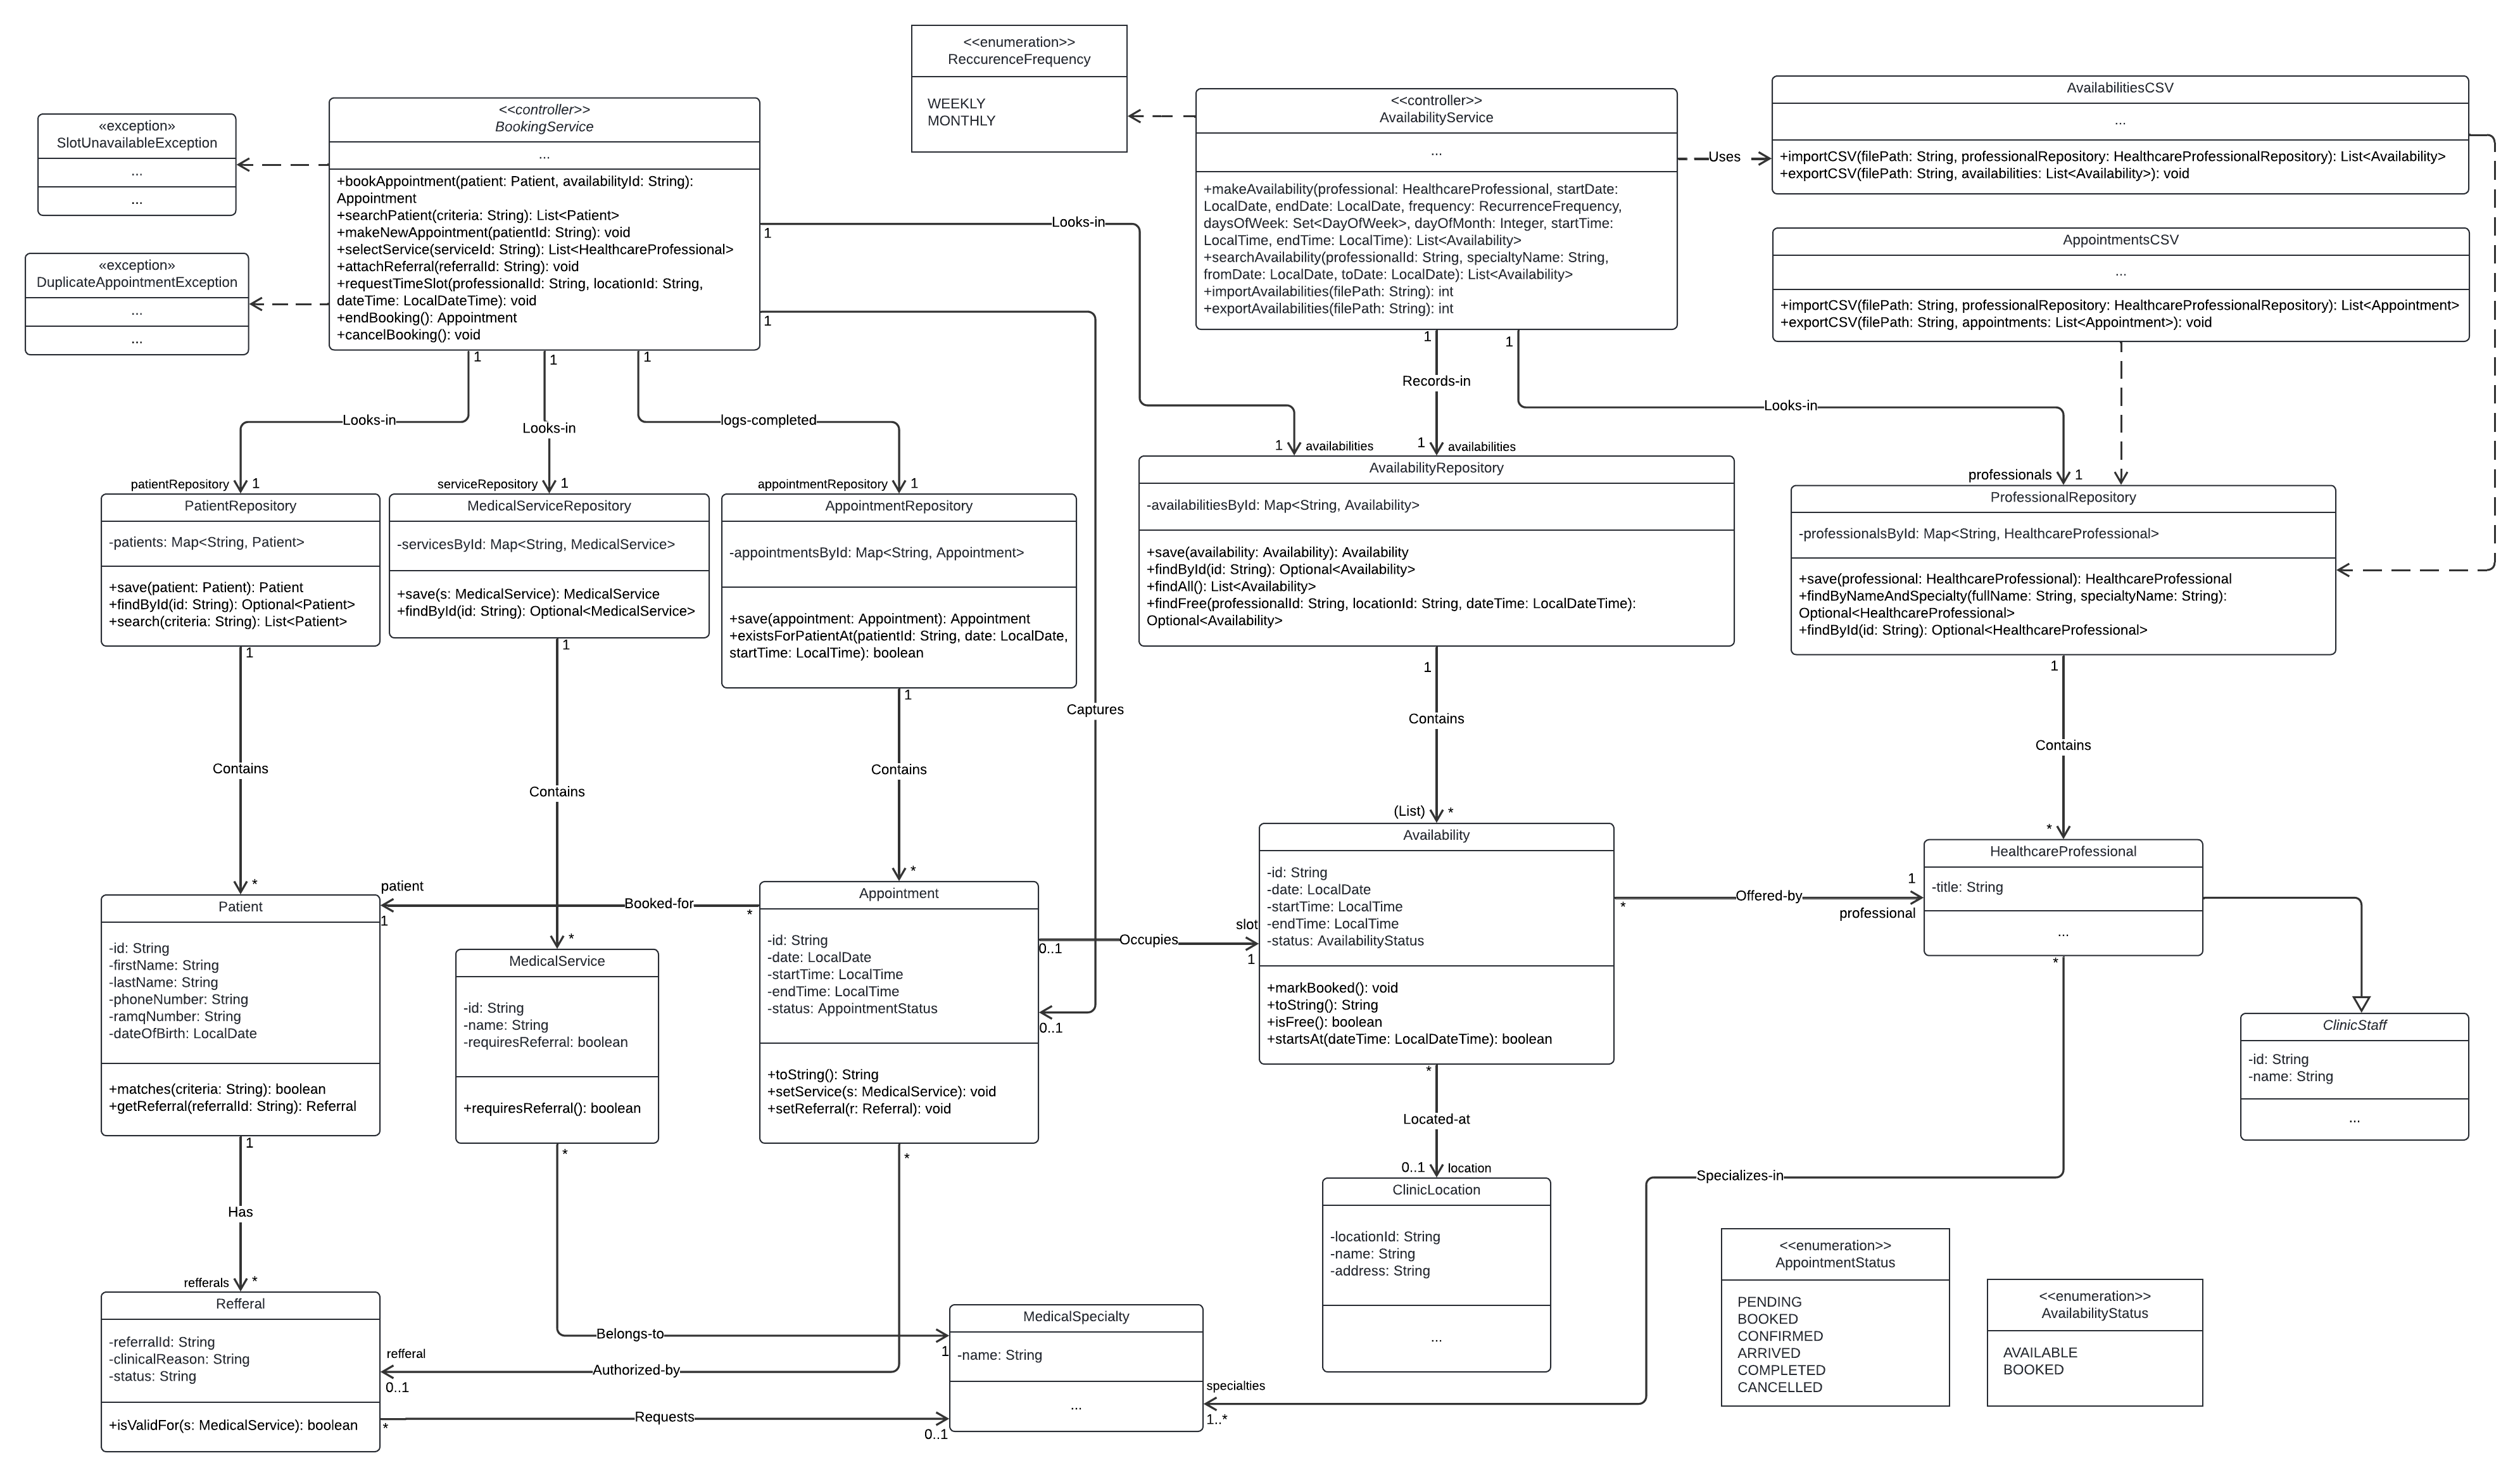 <<enumeration>>
ReccurenceFrequency
WEEKLY
MONTHLY
«exception»
SlotUnavailableException
...
...
«exception»
DuplicateAppointmentException
...
...
<<controller>>
BookingService
...
+bookAppointment(patient: Patient, availabilityId: String):
Appointment
+searchPatient(criteria: String): List<Patient>
+makeNewAppointment(patientId: String): void
+selectService(serviceId: String): List<HealthcareProfessional>
+attachReferral(referralId: String): void
+requestTimeSlot(professionalId: String, locationId: String,
dateTime: LocalDateTime): void
+endBooking(): Appointment
+cancelBooking(): void
<<controller>>
AvailabilityService
...
+makeAvailability(professional: HealthcareProfessional, startDate:
LocalDate, endDate: LocalDate, frequency: RecurrenceFrequency,
daysOfWeek: Set<DayOfWeek>, dayOfMonth: Integer, startTime:
LocalTime, endTime: LocalTime): List<Availability>
+searchAvailability(professionalId: String, specialtyName: String,
fromDate: LocalDate, toDate: LocalDate): List<Availability>
+importAvailabilities(filePath: String): int
+exportAvailabilities(filePath: String): int
Uses
AvailabilitiesCSV
...
+importCSV(filePath: String, professionalRepository: HealthcareProfessionalRepository): List<Availability>
+exportCSV(filePath: String, availabilities: List<Availability>): void
AppointmentsCSV
...
+importCSV(filePath: String, professionalRepository: HealthcareProfessionalRepository): List<Appointment>
+exportCSV(filePath: String, appointments: List<Appointment>): void
1
Looks-in
1 availabilities
1
Captures
0..1
1
Looks-in
patientRepository 1
1
Looks-in
serviceRepository 1
1
logs-completed
appointmentRepository 1
1
Records-in
1 availabilities
1
Looks-in
professionals 1
PatientRepository
-patients: Map<String, Patient>
+save(patient: Patient): Patient
+findById(id: String): Optional<Patient>
+search(criteria: String): List<Patient>
MedicalServiceRepository
-servicesById: Map<String, MedicalService>
+save(s: MedicalService): MedicalService
+findById(id: String): Optional<MedicalService>
AppointmentRepository
-appointmentsById: Map<String, Appointment>
+save(appointment: Appointment): Appointment
+existsForPatientAt(patientId: String, date: LocalDate,
startTime: LocalTime): boolean
AvailabilityRepository
-availabilitiesById: Map<String, Availability>
+save(availability: Availability): Availability
+findById(id: String): Optional<Availability>
+findAll(): List<Availability>
+findFree(professionalId: String, locationId: String, dateTime: LocalDateTime):
Optional<Availability>
ProfessionalRepository
-professionalsById: Map<String, HealthcareProfessional>
+save(professional: HealthcareProfessional): HealthcareProfessional
+findByNameAndSpecialty(fullName: String, specialtyName: String):
Optional<HealthcareProfessional>
+findById(id: String): Optional<HealthcareProfessional>
1
Contains
*
1
Contains
*
1
Contains
*
1
Contains
(List) *
1
Contains
*
Patient
-id: String
-firstName: String
-lastName: String
-phoneNumber: String
-ramqNumber: String
-dateOfBirth: LocalDate
+matches(criteria: String): boolean
+getReferral(referralId: String): Referral
patient
1
Booked-for
*
MedicalService
-id: String
-name: String
-requiresReferral: boolean
+requiresReferral(): boolean
Appointment
-id: String
-date: LocalDate
-startTime: LocalTime
-endTime: LocalTime
-status: AppointmentStatus
+toString(): String
+setService(s: MedicalService): void
+setReferral(r: Referral): void
0..1
Occupies
slot
1
Availability
-id: String
-date: LocalDate
-startTime: LocalTime
-endTime: LocalTime
-status: AvailabilityStatus
+markBooked(): void
+toString(): String
+isFree(): boolean
+startsAt(dateTime: LocalDateTime): boolean
*
Offered-by
1
professional
HealthcareProfessional
-title: String
...
ClinicStaff
-id: String
-name: String
...
*
Located-at
0..1 location
ClinicLocation
-locationId: String
-name: String
-address: String
...
*
Specializes-in
specialties
1..*
1
Has
refferals *
Refferal
-referralId: String
-clinicalReason: String
-status: String
+isValidFor(s: MedicalService): boolean
*
Belongs-to
1
*
Authorized-by
refferal
0..1
*
Requests
0..1
MedicalSpecialty
-name: String
...
<<enumeration>>
AppointmentStatus
PENDING
BOOKED
CONFIRMED
ARRIVED
COMPLETED
CANCELLED
<<enumeration>>
AvailabilityStatus
AVAILABLE
BOOKED